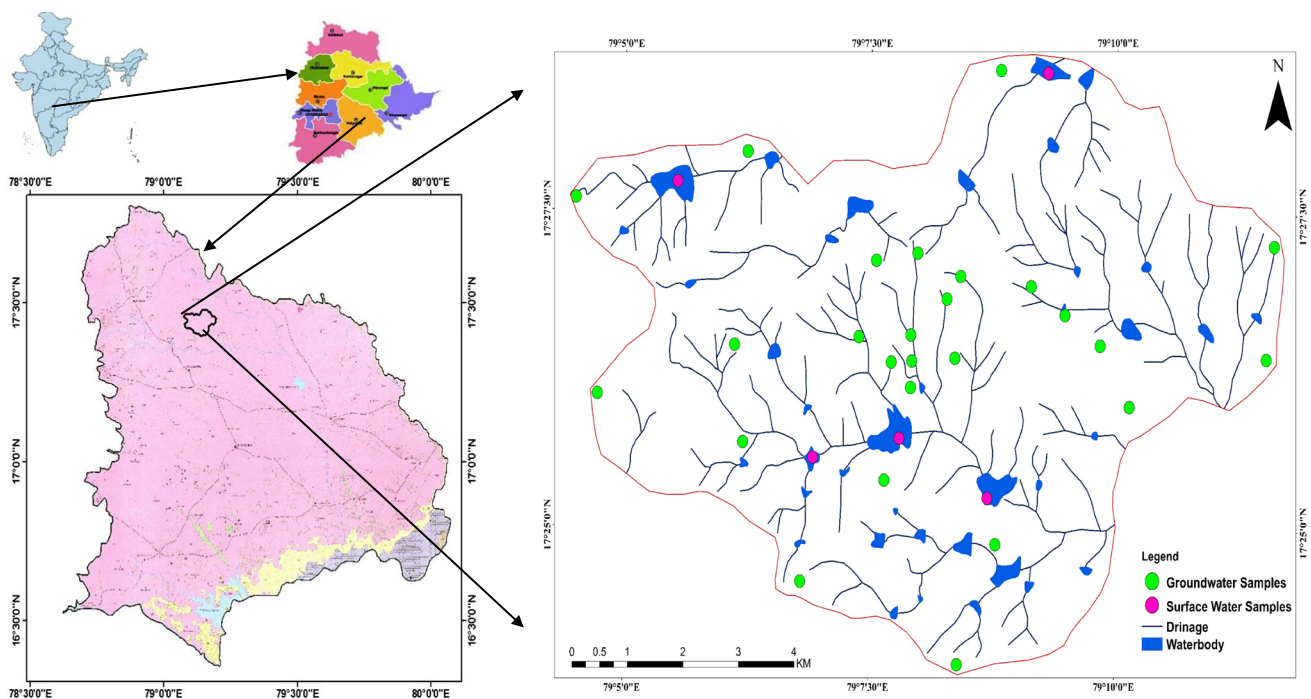 79°5'0"E
79°7'30"E
79°10'0"E
N
17°27'30"N
17°27'30"N
17°25'0"N
17°25'0"N
Legend
Groundwater Samples
Surface Water Samples
Drinage
Waterbody
0 0.5 1 2 3 4
KM
79°5'0"E
79°7'30"E
79°10'0"E
78°30'0"E
79°0'0"E
79°30'0"E
80°0'0"E
17°30'0"N
17°30'0"N
17°0'0"N
17°0'0"N
16°30'0"N
16°30'0"N
78°30'0"E
79°0'0"E
79°30'0"E
80°0'0"E